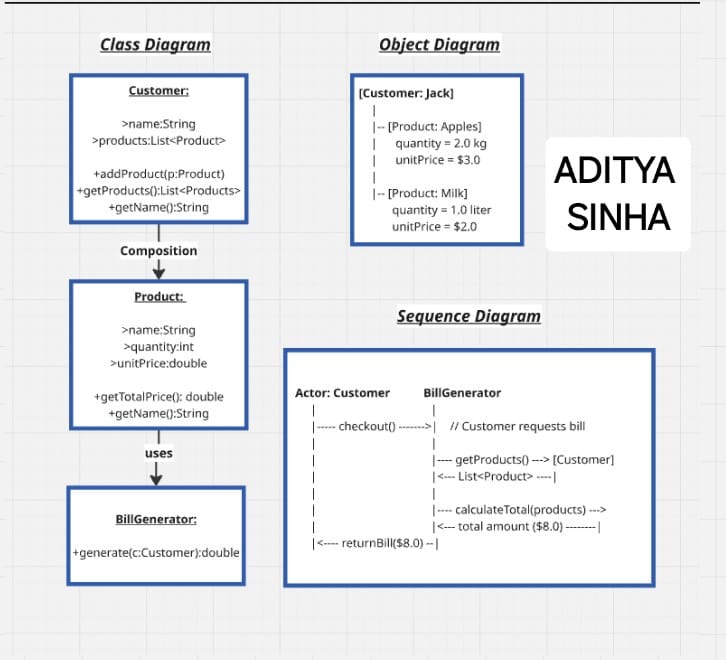 Class Diagram
Customer:
>name:String
>products:List<Product>
+addProduct(p:Product)
+getProducts():List<Products>
+getName():String
Composition
Product:
>name:String
>quantity:int
>unitPrice:double
+getTotalPrice(): double
+getName():String
uses
BillGenerator:
+generate(c:Customer):double
Object Diagram
[Customer: Jack]
|
|-- [Product: Apples]
| quantity = 2.0 kg
| unitPrice = $3.0
|
|-- [Product: Milk]
quantity = 1.0 liter
unitPrice = $2.0
ADITYA
SINHA
Sequence Diagram
Actor: Customer BillGenerator
| |
|----- checkout() ------->| // Customer requests bill
| |
| |---- getProducts() ---> [Customer]
| |<--- List<Product> ----|
| |
| |---- calculateTotal(products) --->
| |<--- total amount ($8.0) --------|
|<---- returnBill($8.0) --|